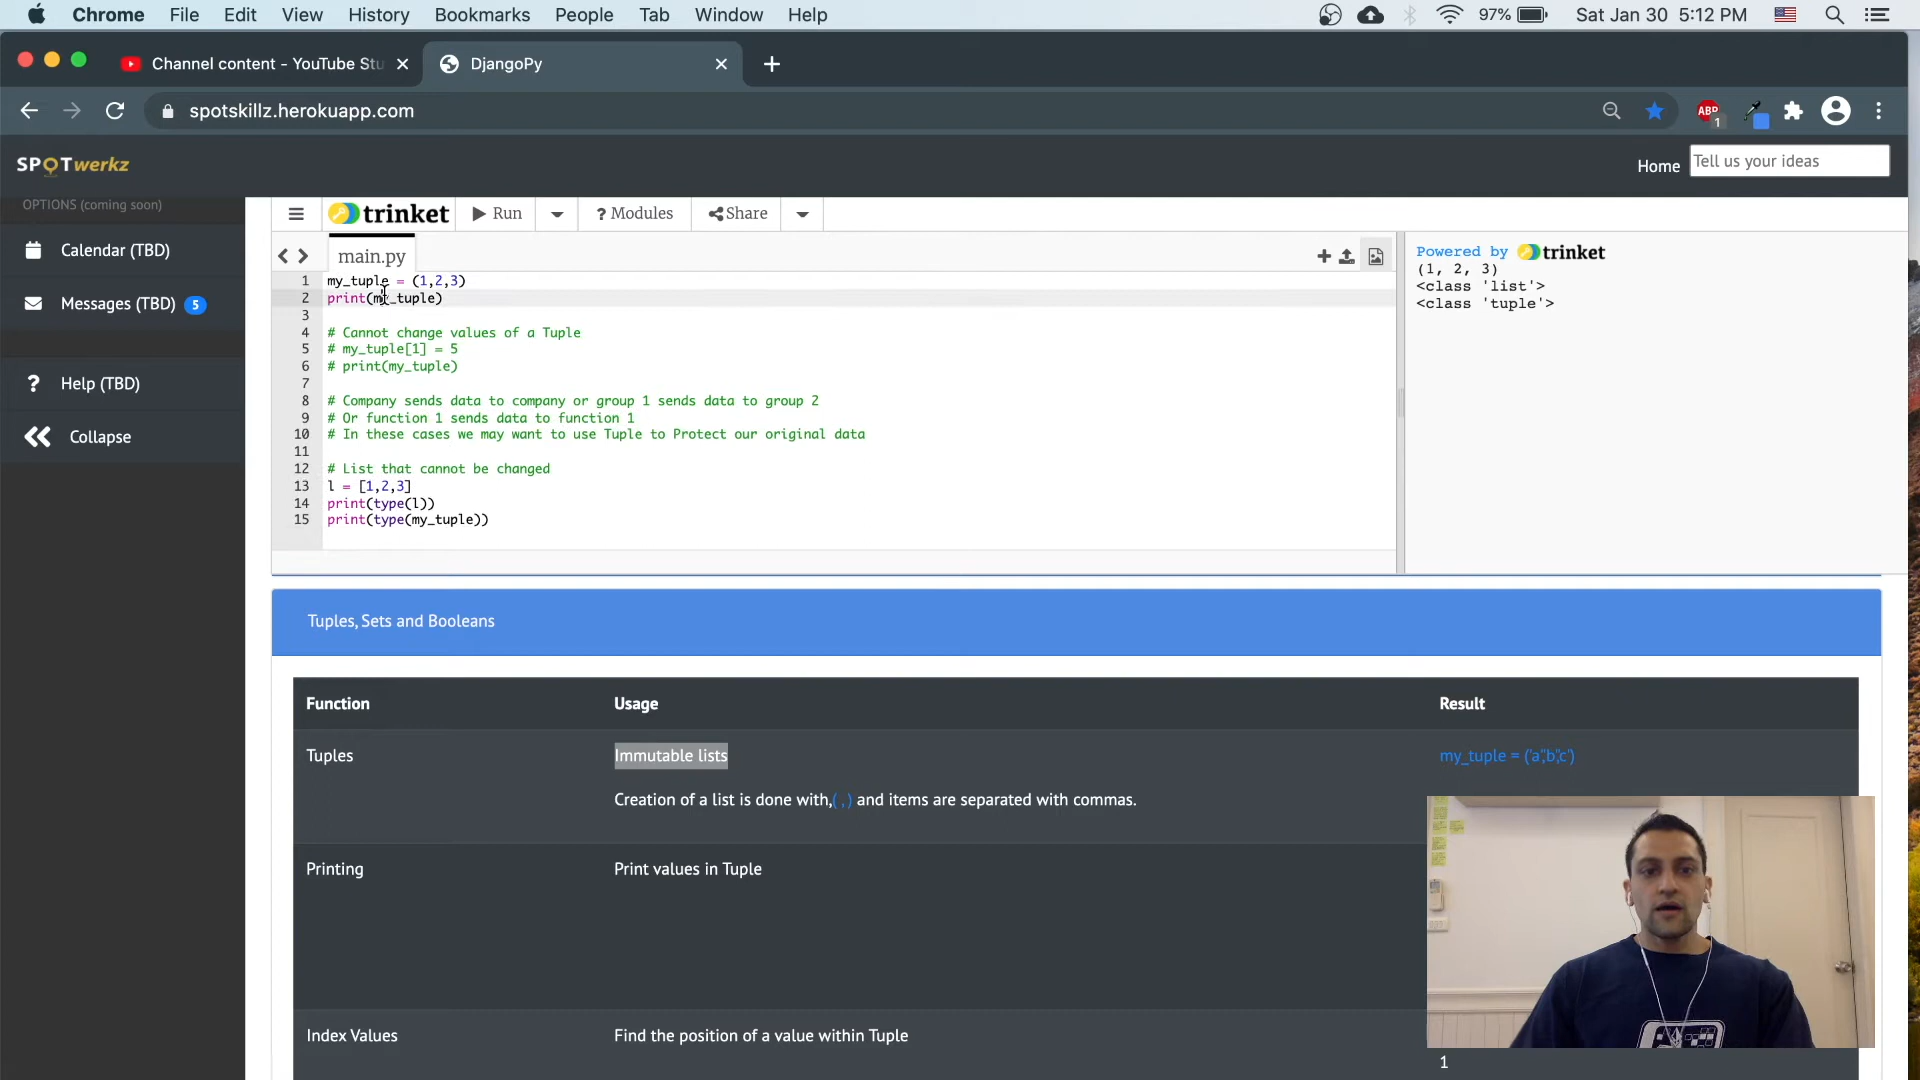 Chrome File Edit View History Bookmarks People Tab Window Help 97% Sat Jan 30 5:12 PM
Channel content - YouTube Stu DjangoPy
spotskillz.herokuapp.com ABP 1
SPOTwerkz Home Tell us your ideas
OPTIONS (coming soon)
Calendar (TBD)
Messages (TBD) 5
? Help (TBD)
Collapse
trinket Run ? Modules Share
main.py
1 my_tuple = (1,2,3)
2 print(my_tuple)
3
4 # Cannot change values of a Tuple
5 # my_tuple[1] = 5
6 # print(my_tuple)
7
8 # Company sends data to company or group 1 sends data to group 2
9 # Or function 1 sends data to function 1
10 # In these cases we may want to use Tuple to Protect our original data
11
12 # List that cannot be changed
13 l = [1,2,3]
14 print(type(l))
15 print(type(my_tuple))
Powered by trinket
(1, 2, 3)
<class 'list'>
<class 'tuple'>
Tuples, Sets and Booleans
Function Usage Result
Tuples Immutable lists my_tuple = ('a','b','c')
Creation of a list is done with,( , ) and items are separated with commas.
Printing Print values in Tuple
Index Values Find the position of a value within Tuple
1